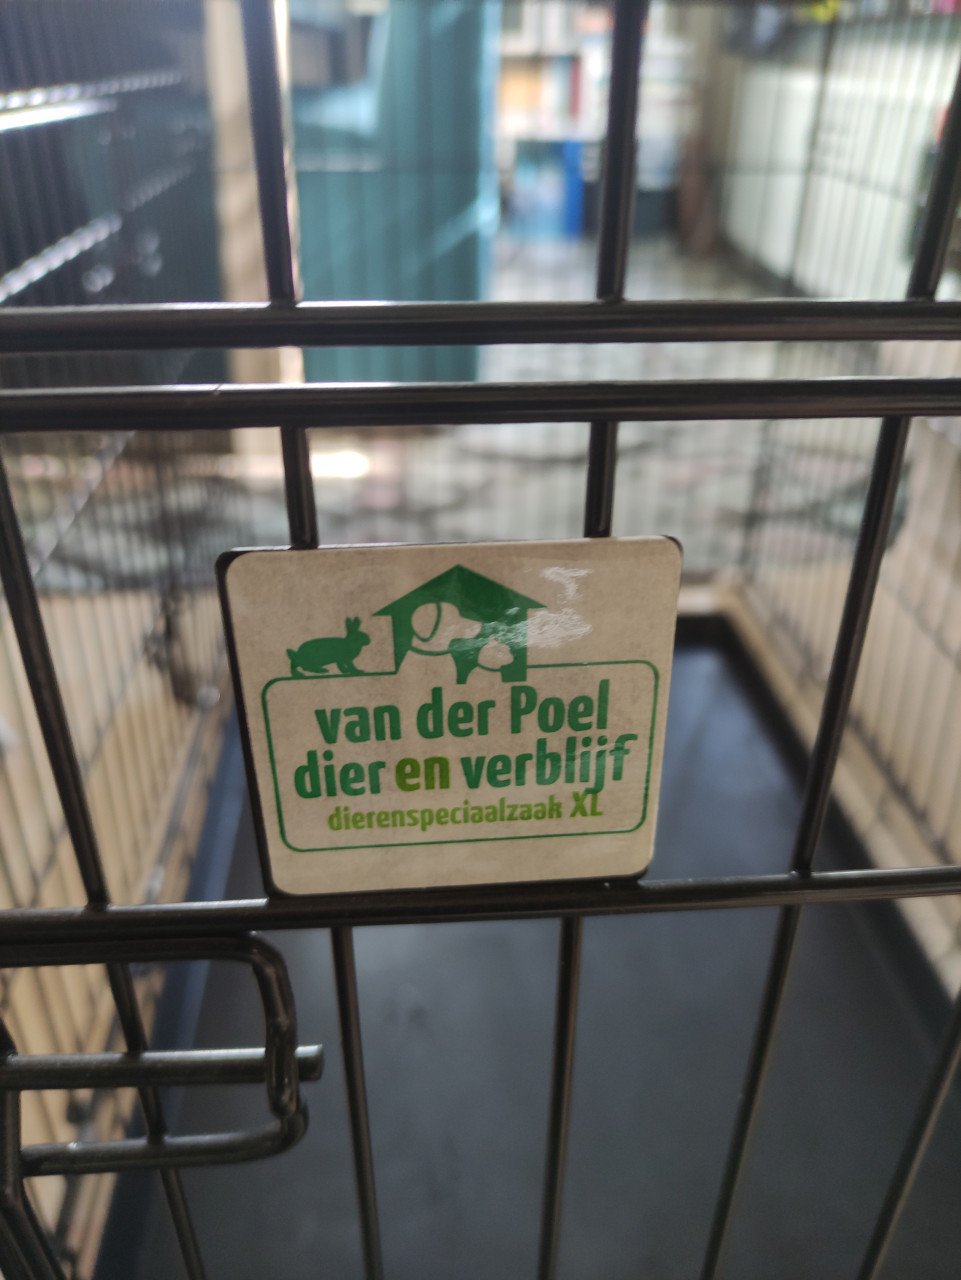 van der Poel
dier en verblijf
dierenspeciaalzaak XL